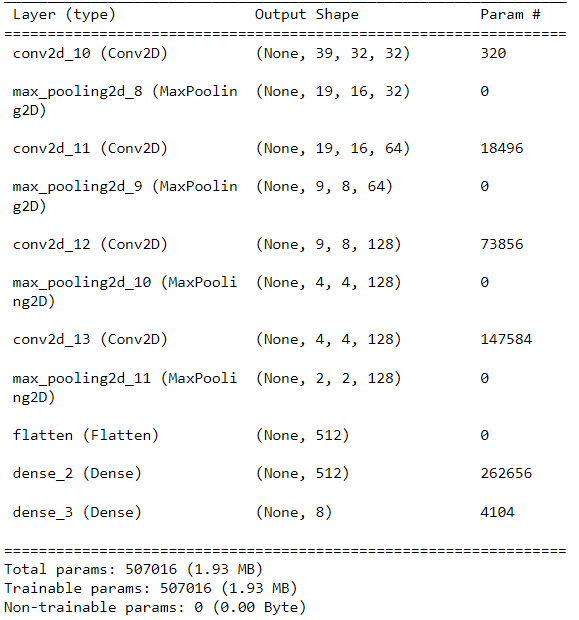 Layer (type) Output Shape Param #
=================================================================
conv2d_10 (Conv2D) (None, 39, 32, 32) 320
max_pooling2d_8 (MaxPoolin (None, 19, 16, 32) 0
g2D)
conv2d_11 (Conv2D) (None, 19, 16, 64) 18496
max_pooling2d_9 (MaxPoolin (None, 9, 8, 64) 0
g2D)
conv2d_12 (Conv2D) (None, 9, 8, 128) 73856
max_pooling2d_10 (MaxPooli (None, 4, 4, 128) 0
ng2D)
conv2d_13 (Conv2D) (None, 4, 4, 128) 147584
max_pooling2d_11 (MaxPooli (None, 2, 2, 128) 0
ng2D)
flatten (Flatten) (None, 512) 0
dense_2 (Dense) (None, 512) 262656
dense_3 (Dense) (None, 8) 4104
=================================================================
Total params: 507016 (1.93 MB)
Trainable params: 507016 (1.93 MB)
Non-trainable params: 0 (0.00 Byte)